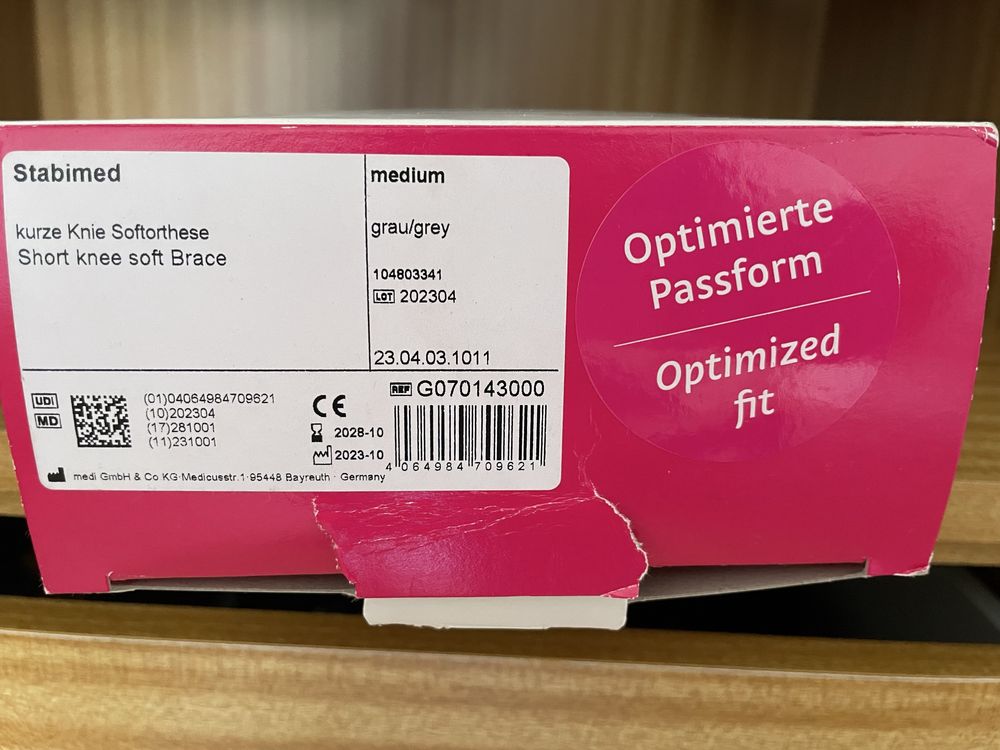 Stabimed
kurze Knie Softorthese
Short knee soft Brace
medium
grau/grey
104803341
LOT 202304
23.04.03.1011
UDI
MD
(01)04064984709621
(10)202304
(17)281001
(11)231001
CE
2028-10
2023-10
REF G070143000
4 064984 709621
medi GmbH & Co KG·Medicusstr.1·95448 Bayreuth · Germany
Optimierte
Passform
Optimized
fit